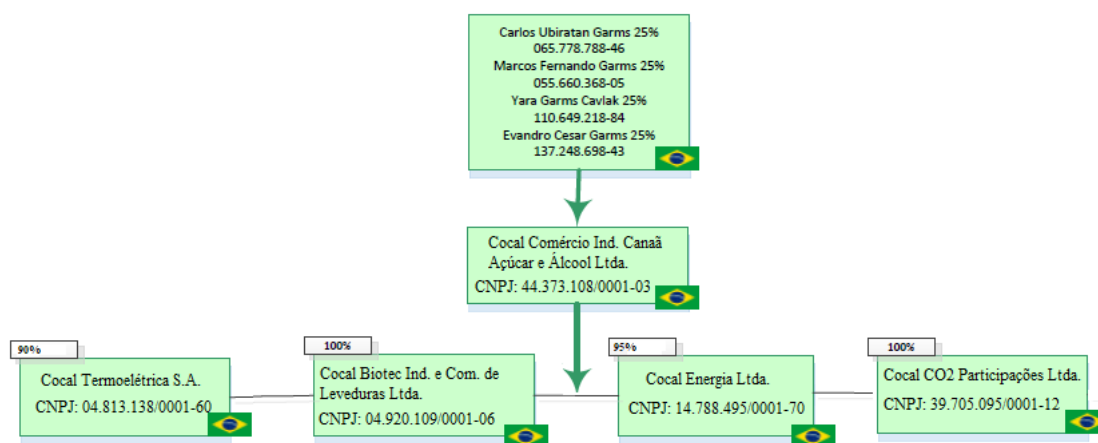 Carlos Ubiratan Garms 25%
065.778.788-46
Marcos Fernando Garms 25%
055.660.368-05
Yara Garms Cavlak 25%
110.649.218-84
Evandro Cesar Garms 25%
137.248.698-43
Cocal Comércio Ind. Canaã
Açúcar e Álcool Ltda.
CNPJ: 44.373.108/0001-03
90%
Cocal Termoelétrica S.A.
CNPJ: 04.813.138/0001-60
100%
Cocal Biotec Ind. e Com. de
Leveduras Ltda.
CNPJ: 04.920.109/0001-06
95%
Cocal Energia Ltda.
CNPJ: 14.788.495/0001-70
100%
Cocal CO2 Participações Ltda.
CNPJ: 39.705.095/0001-12